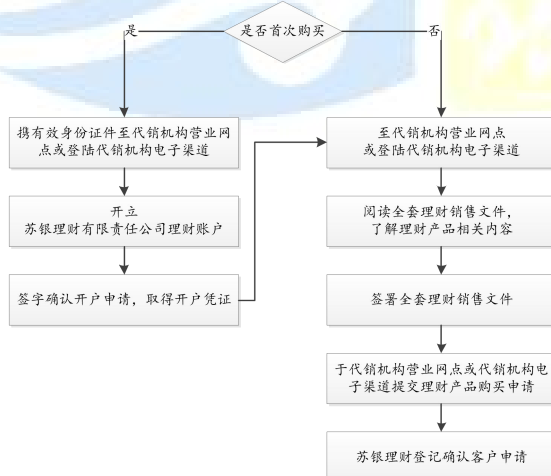 是否首次购买
是
否
携有效身份证件至代销机构营业网
点或登陆代销机构电子渠道
开立
苏银理财有限责任公司理财账户
签字确认开户申请，取得开户凭证
至代销机构营业网点
或登陆代销机构电子渠道
阅读全套理财销售文件，
了解理财产品相关内容
签署全套理财销售文件
于代销机构营业网点或代销机构电
子渠道提交理财产品购买申请
苏银理财登记确认客户申请